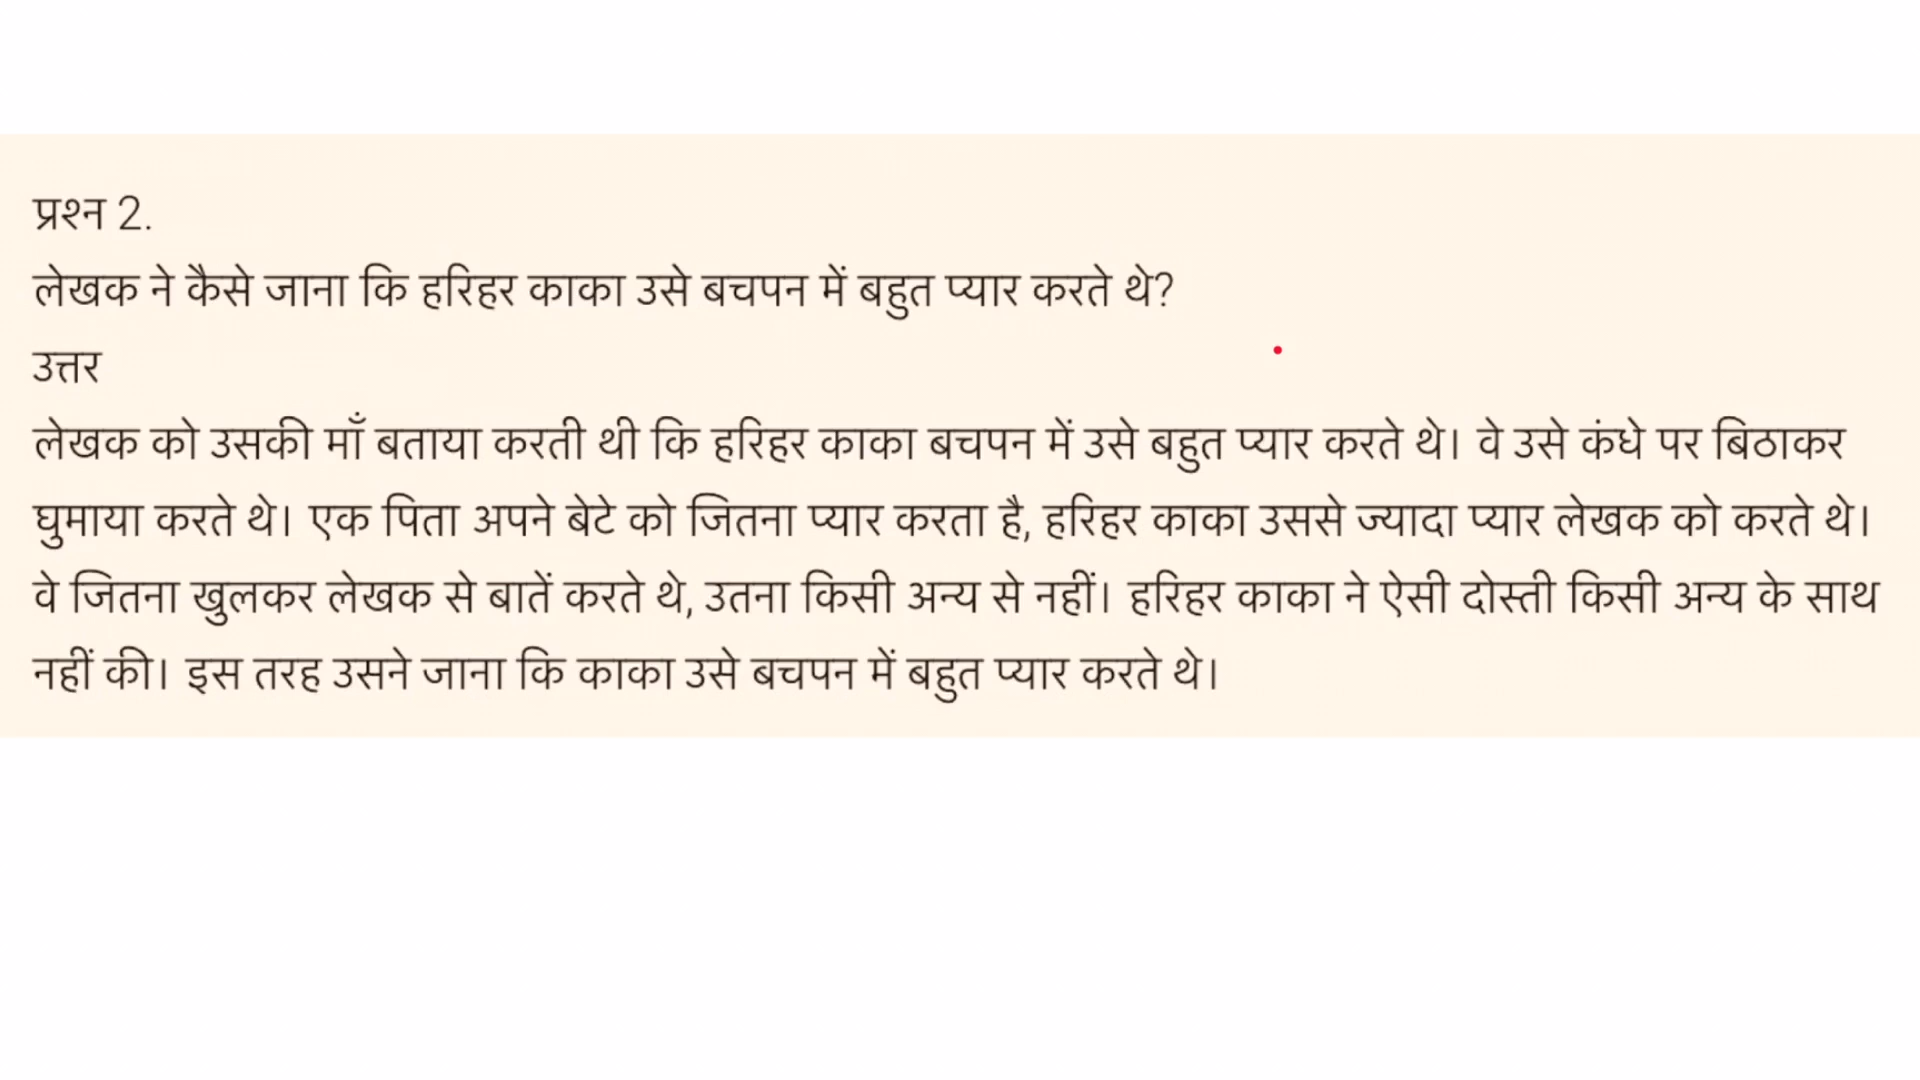 प्रश्न 2.
लेखक ने कैसे जाना कि हरिहर काका उसे बचपन में बहुत प्यार करते थे?
उत्तर
लेखक को उसकी माँ बताया करती थी कि हरिहर काका बचपन में उसे बहुत प्यार करते थे। वे उसे कंधे पर बिठाकर
घुमाया करते थे। एक पिता अपने बेटे को जितना प्यार करता है, हरिहर काका उससे ज्यादा प्यार लेखक को करते थे।
वे जितना खुलकर लेखक से बातें करते थे, उतना किसी अन्य से नहीं। हरिहर काका ने ऐसी दोस्ती किसी अन्य के साथ
नहीं की। इस तरह उसने जाना कि काका उसे बचपन में बहुत प्यार करते थे।